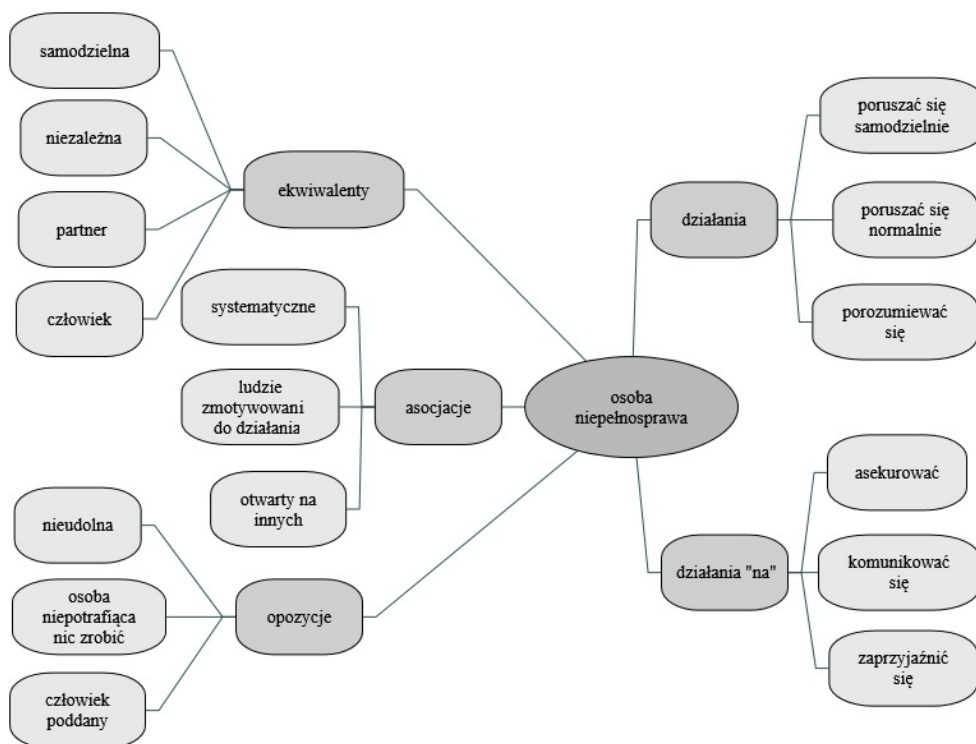 samodzielna
niezależna
partner
człowiek
ekwiwalenty
systematyczne
ludzie
zmotywowani
do działania
otwarty na
innych
asocjacje
nieudolna
osoba
niepotrafiąca
nic zrobić
człowiek
poddany
opozycje
osoba
niepełnosprawa
działania
poruszać się
samodzielnie
poruszać się
normalnie
porozumiewać
się
działania "na"
asekurować
komunikować
się
zaprzyjaźnić
się